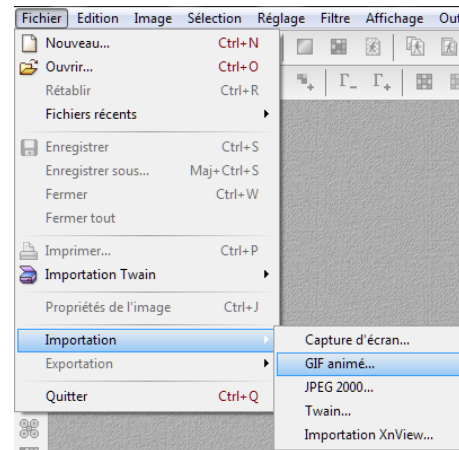 Fichier Edition Image Sélection Réglage Filtre Affichage
Nouveau... Ctrl+N
Ouvrir... Ctrl+O
Rétablir Ctrl+R
Fichiers récents
Enregistrer Ctrl+S
Enregistrer sous... Maj+Ctrl+S
Fermer Ctrl+W
Fermer tout
Imprimer... Ctrl+P
Importation Twain
Propriétés de l'image Ctrl+J
Importation
Exportation
Quitter Ctrl+Q
Capture d'écran...
GIF animé...
JPEG 2000...
Twain...
Importation XnView...